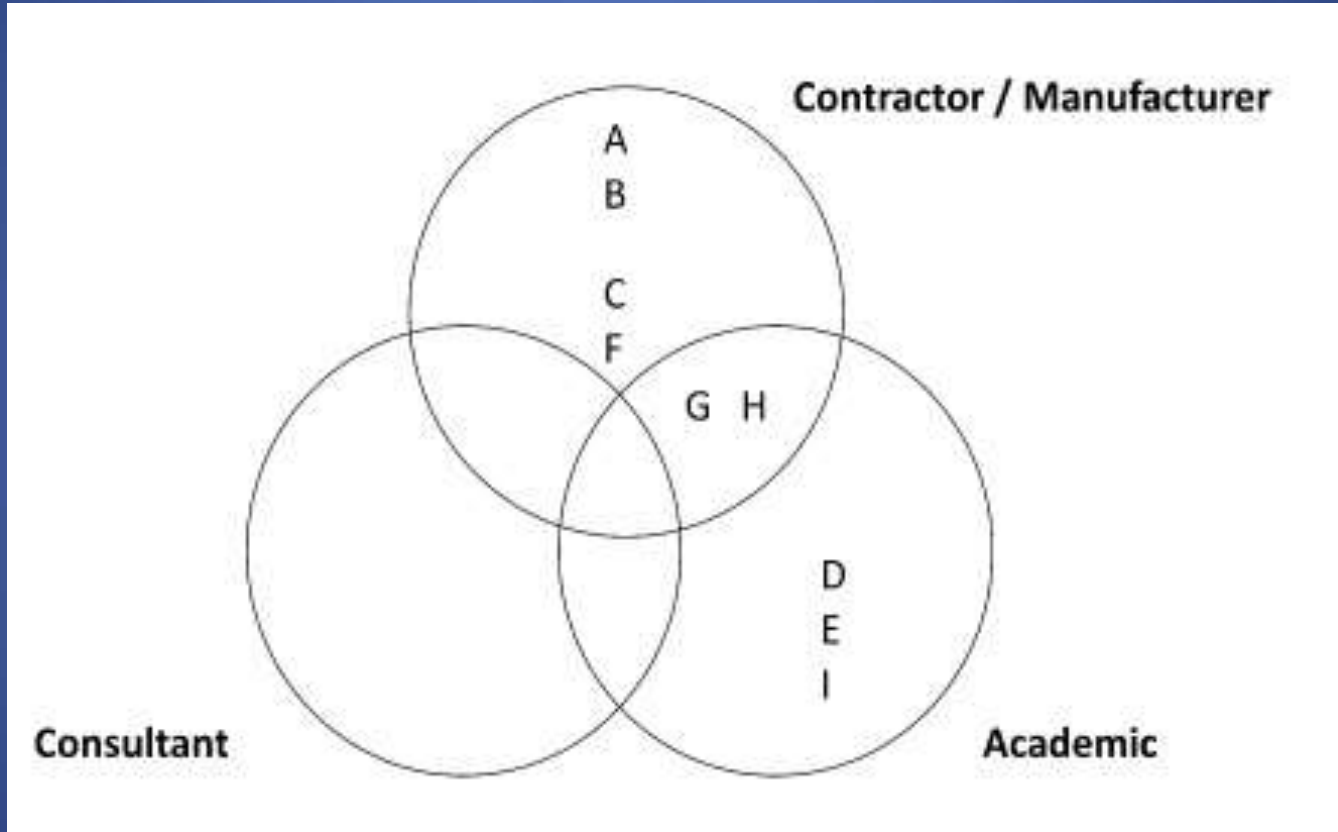 Contractor / Manufacturer
A
B
C
F
G H
D
E
I
Consultant
Academic